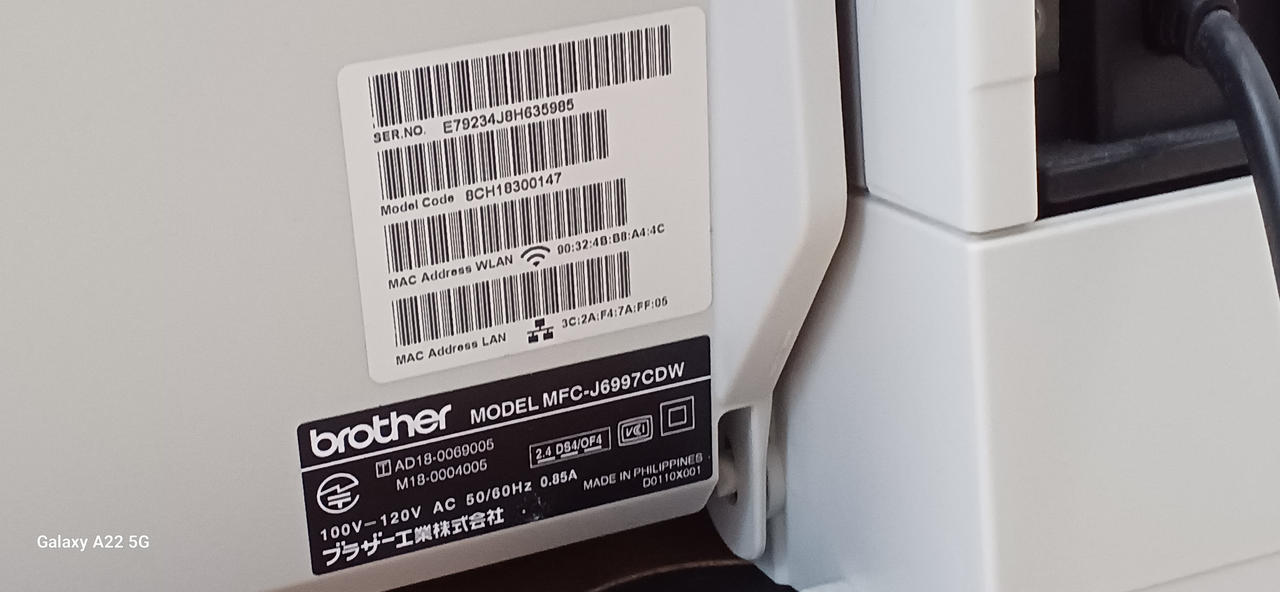 SER.NO. E79234J8H635985
Model Code 8CH18300147
MAC Address WLAN 00:32:4B:B8:A4:4C
MAC Address LAN 3C:2A:F4:7A:FF:05
brother MODEL MFC-J6997CDW
T AD18-0069005
M18-0004005
2.4 DS4/OF4
VCI
100V－120V AC 50/60Hz 0.85A
MADE IN PHILIPPINES
D0110X001
ブラザー工業株式会社
Galaxy A22 5G